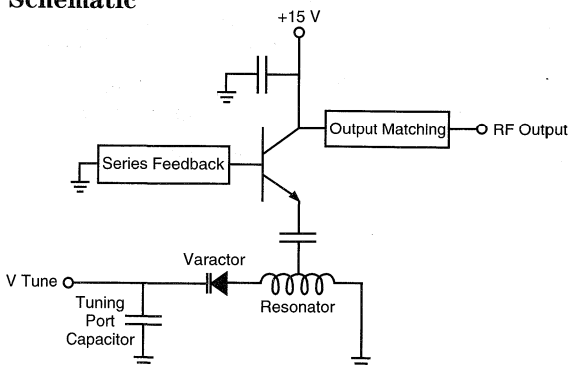 Schematic
+15 V
Output Matching
RF Output
Series Feedback
Varactor
V Tune
Tuning
Port
Capacitor
Resonator